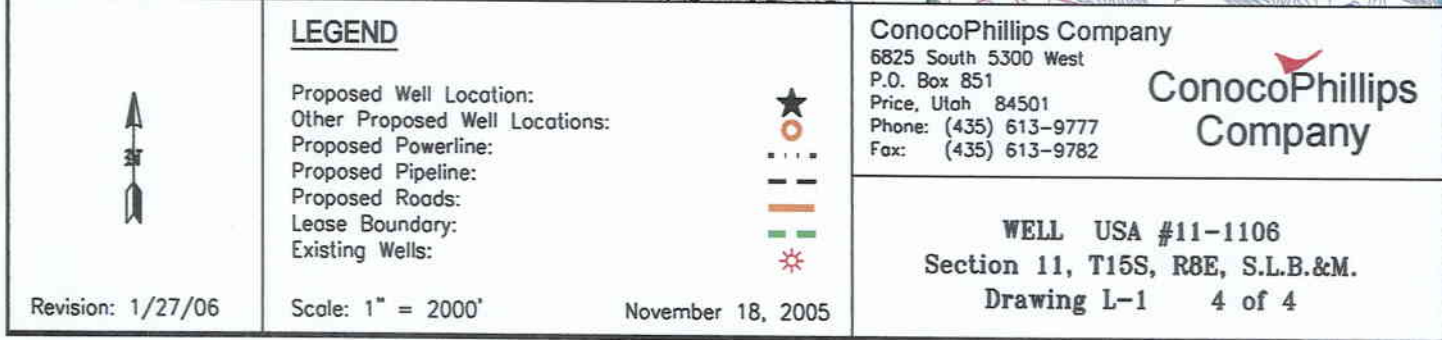 Revision: 1/27/06
LEGEND
Proposed Well Location:
Other Proposed Well Locations:
Proposed Powerline:
Proposed Pipeline:
Proposed Roads:
Lease Boundary:
Existing Wells:
Scale: 1" = 2000'
November 18, 2005
ConocoPhillips Company
6825 South 5300 West
P.O. Box 851
Price, Utah 84501
Phone: (435) 613-9777
Fax: (435) 613-9782
ConocoPhillips
Company
WELL USA #11-1106
Section 11, T15S, R8E, S.L.B.&M.
Drawing L-1 4 of 4